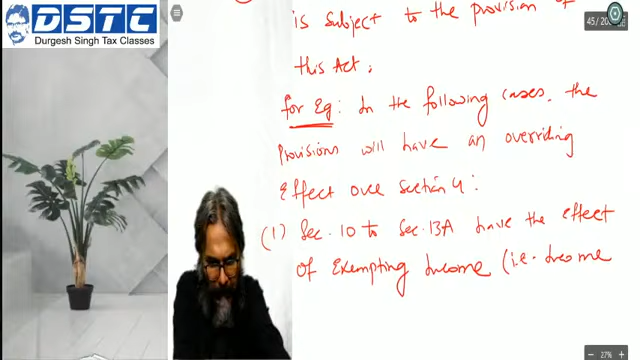 DSTC
Durgesh Singh Tax Classes
45/20
is subject to the provision of
this Act.
for Eg: In the following cases, the
Provisions will have an overriding
Effect over Section 4:
(1) Sec. 10 to Sec. 13A have the effect
of Exempting Income (i.e. Income
27%